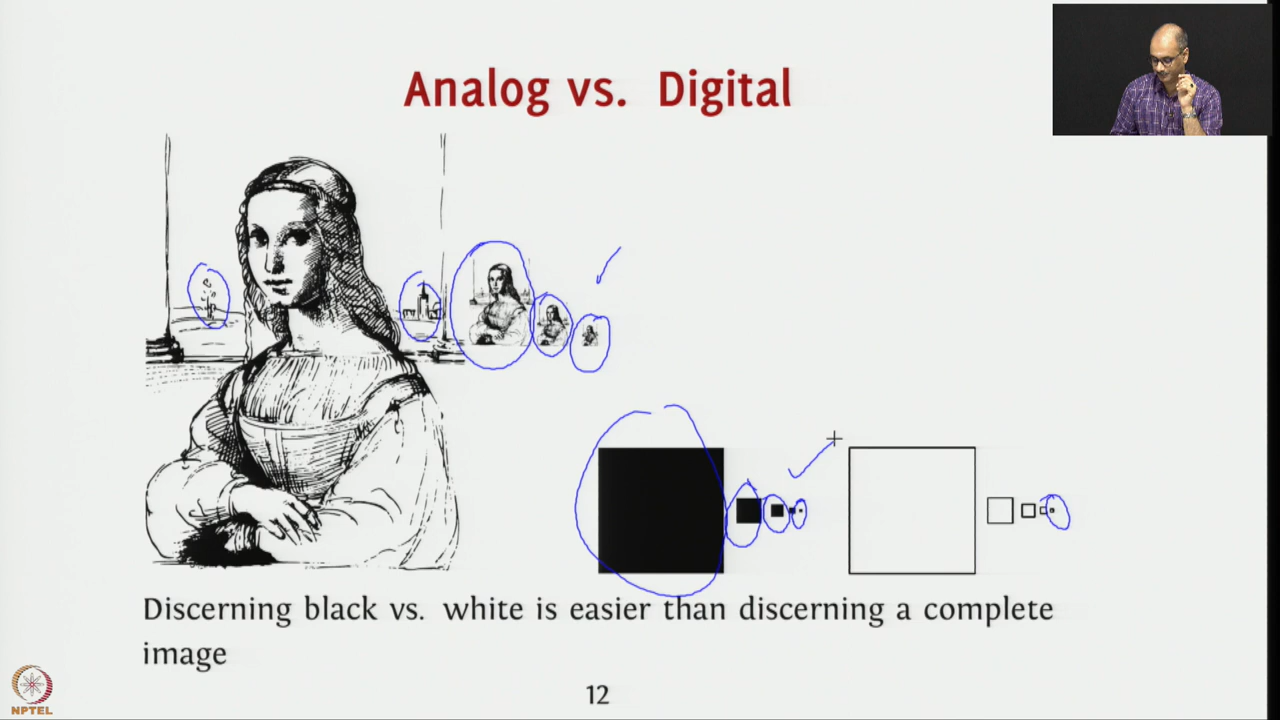 Analog vs. Digital
Discerning black vs. white is easier than discerning a complete
image
12
NPTEL